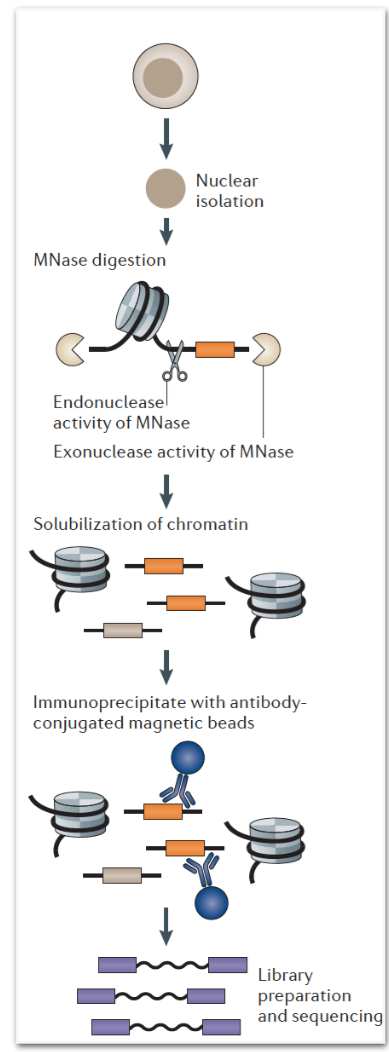 Nuclear
isolation
MNase digestion
Endonuclease
activity of MNase
Exonuclease activity of MNase
Solubilization of chromatin
Immunoprecipitate with antibody-
conjugated magnetic beads
Library
preparation
and sequencing